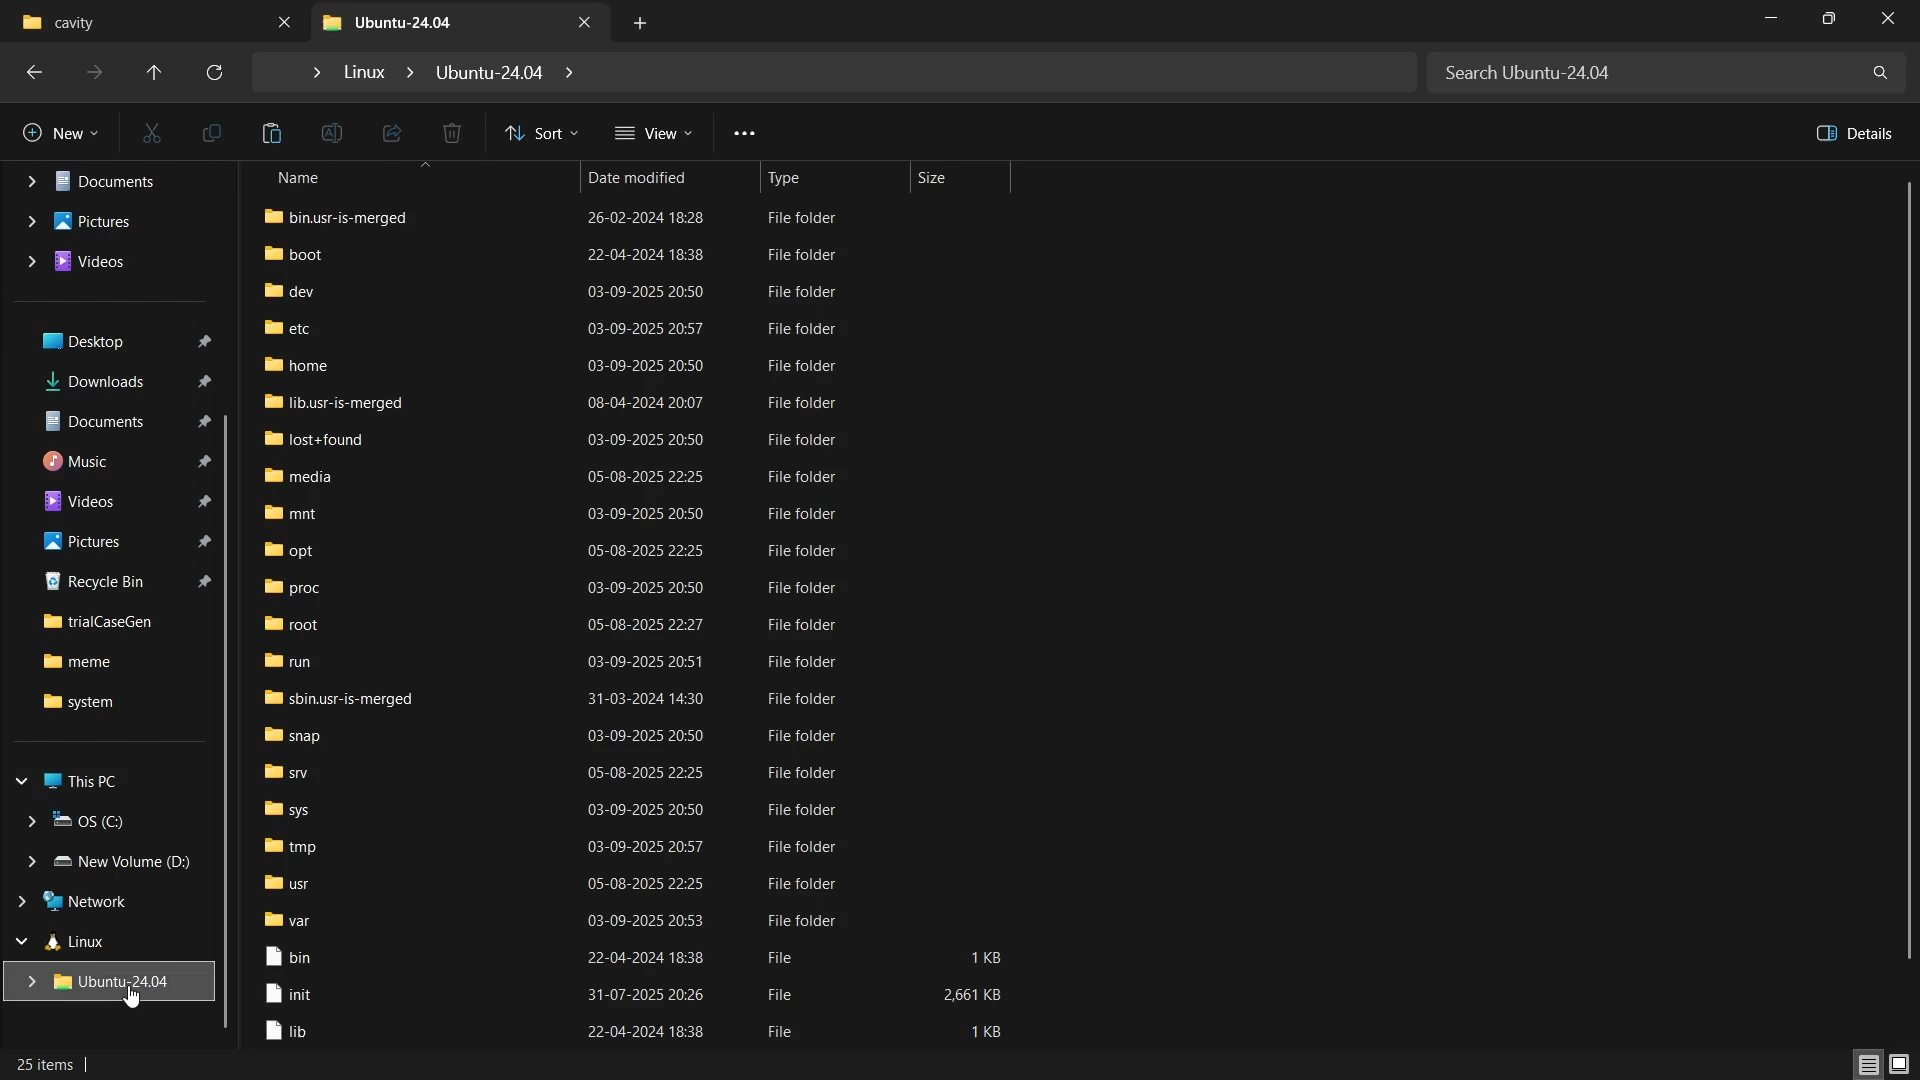 cavity
Ubuntu-24.04
Linux Ubuntu-24.04
Search Ubuntu-24.04
New Sort View Details
Documents
Pictures
Videos
Desktop
Downloads
Documents
Music
Videos
Pictures
Recycle Bin
trialCaseGen
meme
system
This PC
OS (C:)
New Volume (D:)
Network
Linux
Ubuntu-24.04
Name Date modified Type Size
bin.usr-is-merged 26-02-2024 18:28 File folder
boot 22-04-2024 18:38 File folder
dev 03-09-2025 20:50 File folder
etc 03-09-2025 20:57 File folder
home 03-09-2025 20:50 File folder
lib.usr-is-merged 08-04-2024 20:07 File folder
lost+found 03-09-2025 20:50 File folder
media 05-08-2025 22:25 File folder
mnt 03-09-2025 20:50 File folder
opt 05-08-2025 22:25 File folder
proc 03-09-2025 20:50 File folder
root 05-08-2025 22:27 File folder
run 03-09-2025 20:51 File folder
sbin.usr-is-merged 31-03-2024 14:30 File folder
snap 03-09-2025 20:50 File folder
srv 05-08-2025 22:25 File folder
sys 03-09-2025 20:50 File folder
tmp 03-09-2025 20:57 File folder
usr 05-08-2025 22:25 File folder
var 03-09-2025 20:53 File folder
bin 22-04-2024 18:38 File 1 KB
init 31-07-2025 20:26 File 2,661 KB
lib 22-04-2024 18:38 File 1 KB
25 items